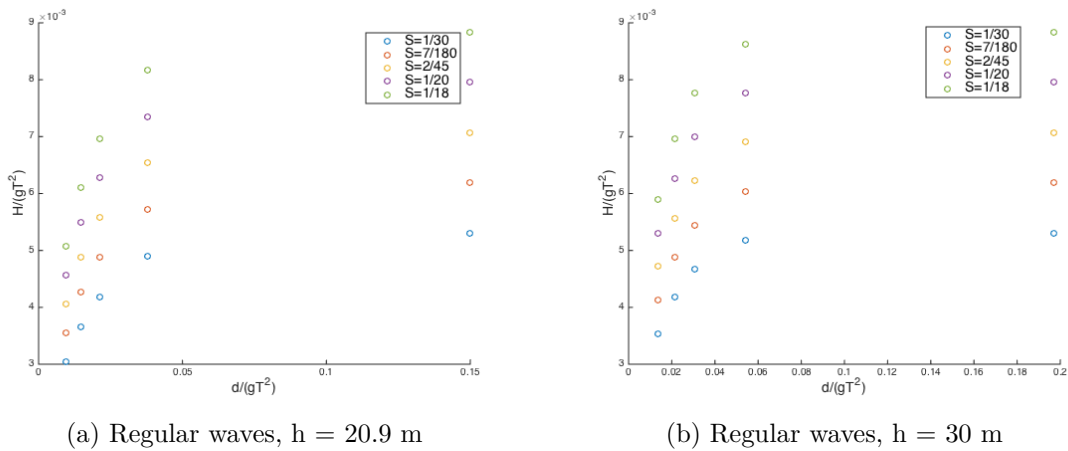 ×10⁻³
9
8
7
6
5
4
3
H/(gT²)
0
0.05
0.1
0.15
d/(gT²)
S=1/30
S=7/180
S=2/45
S=1/20
S=1/18
(a) Regular waves, h = 20.9 m
×10⁻³
9
8
7
6
5
4
3
H/(gT²)
0
0.02
0.04
0.06
0.08
0.1
0.12
0.14
0.16
0.18
0.2
d/(gT²)
S=1/30
S=7/180
S=2/45
S=1/20
S=1/18
(b) Regular waves, h = 30 m